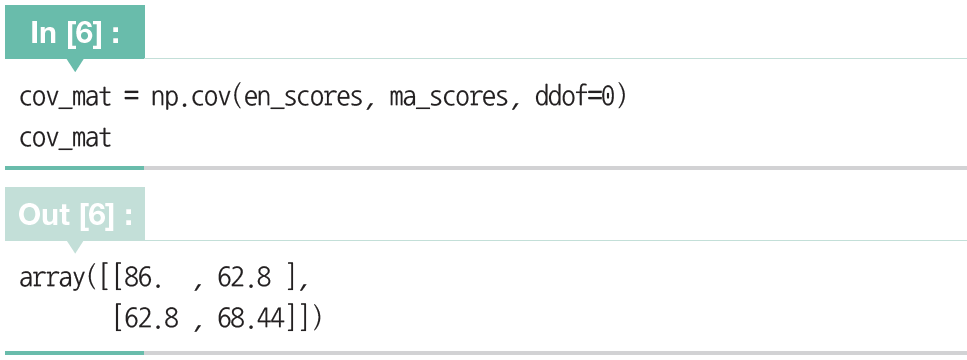 In [6] :
cov_mat = np.cov(en_scores, ma_scores, ddof=0)
cov_mat
Out [6] :
array([[86.  , 62.8 ],
       [62.8 , 68.44]])